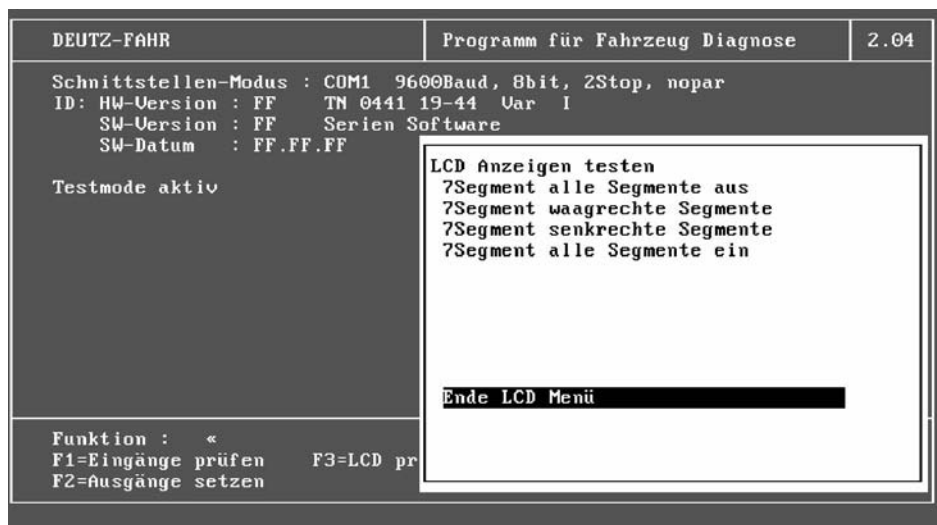 DEUTZ-FAHR
Programm für Fahrzeug Diagnose
2.04
Schnittstellen-Modus : COM1 9600Baud, 8bit, 2Stop, nopar
ID: HW-Version : FF TN 0441 19-44 Var I
SW-Version : FF Serien Software
SW-Datum : FF.FF.FF
Testmode aktiv
LCD Anzeigen testen
7Segment alle Segmente aus
7Segment waagrechte Segmente
7Segment senkrechte Segmente
7Segment alle Segmente ein
Ende LCD Menü
Funktion : «
F1=Eingänge prüfen F3=LCD pr
F2=Ausgänge setzen